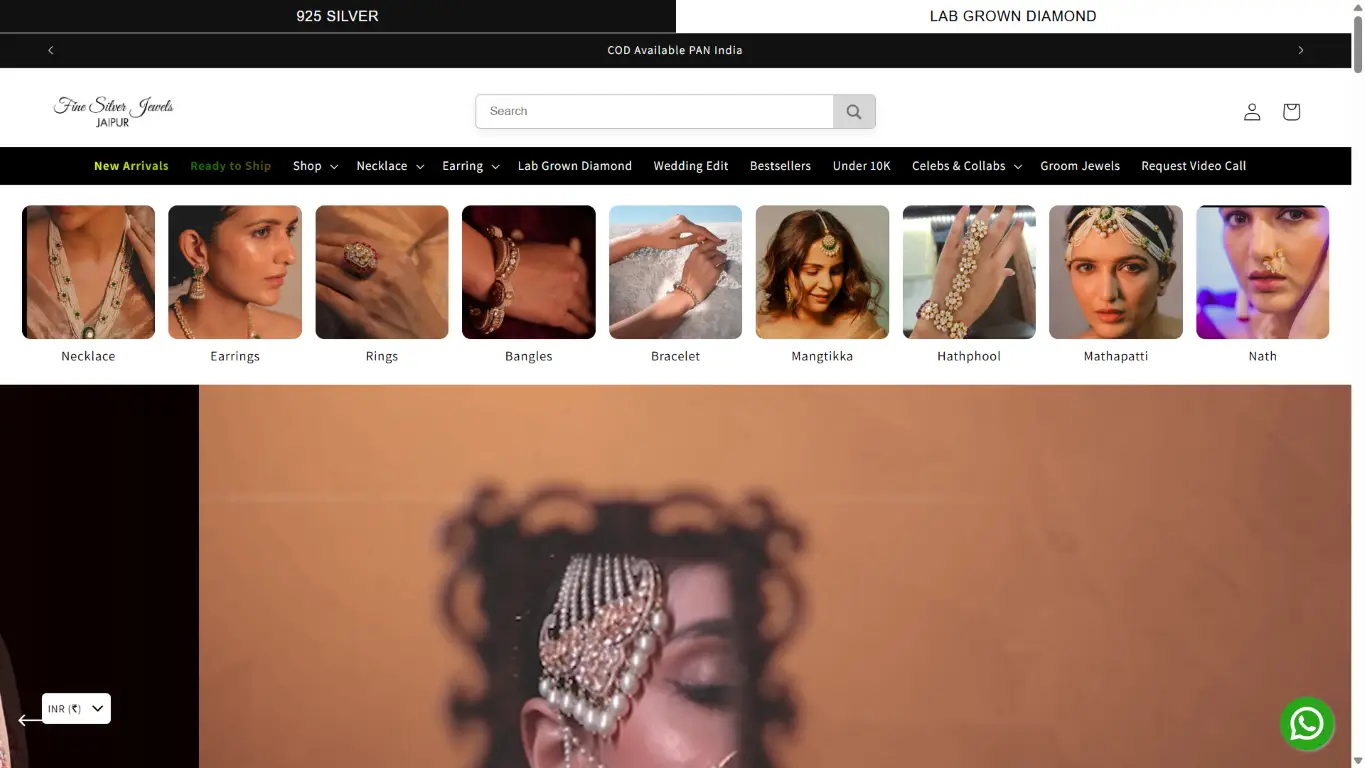 925 SILVER
LAB GROWN DIAMOND
COD Available PAN India
Fine Silver Jewels
JAIPUR
Search
New Arrivals
Ready to Ship
Shop
Necklace
Earring
Lab Grown Diamond
Wedding Edit
Bestsellers
Under 10K
Celebs & Collabs
Groom Jewels
Request Video Call
Necklace
Earrings
Rings
Bangles
Bracelet
Mangtikka
Hathphool
Mathapatti
Nath
INR (₹)